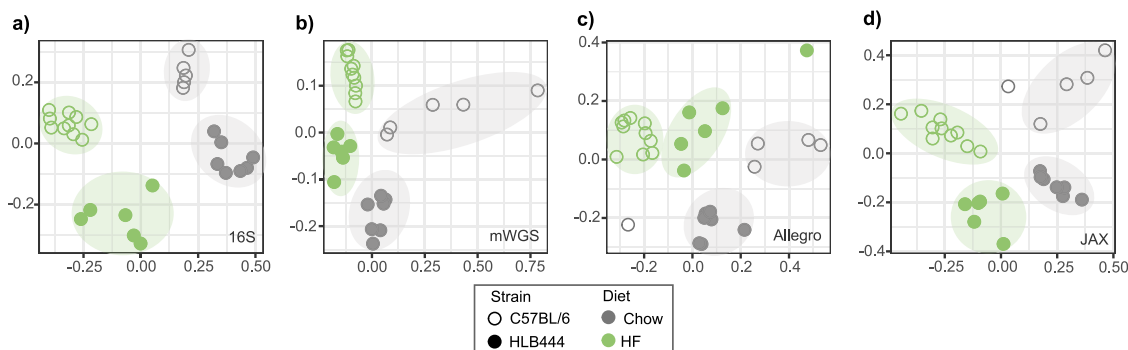 a)
0.2
0.0
-0.2
-0.25
0.00
0.25
0.50
16S
b)
0.1
0.0
-0.1
-0.2
0.00
0.25
0.50
0.75
mWGS
c)
0.4
0.2
0.0
-0.2
-0.2
0.0
0.2
0.4
Allegro
d)
0.4
0.2
0.0
-0.2
-0.4
-0.25
0.00
0.25
0.50
JAX
Strain
C57BL/6
HLB444
Diet
Chow
HF